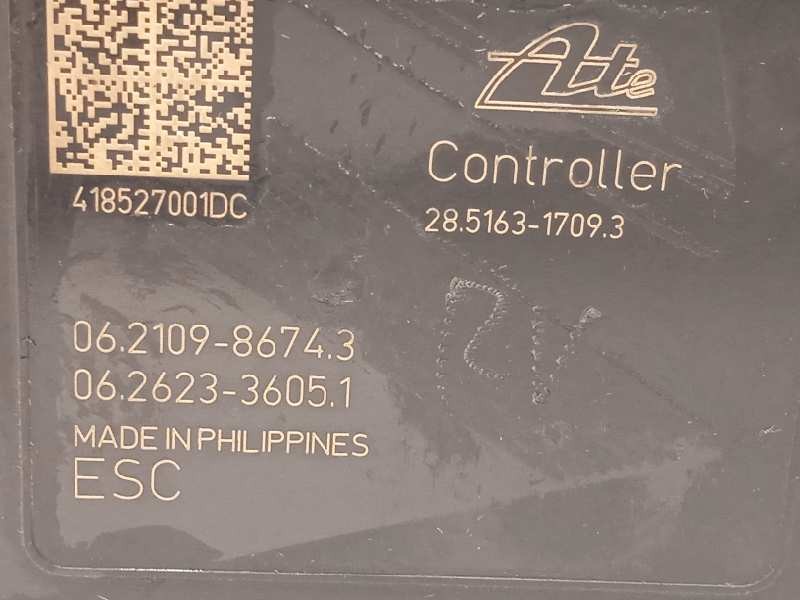 Ate
Controller
28.5163-1709.3
418527001DC
06.2109-8674.3
06.2623-3605.1
MADE IN PHILIPPINES
ESC